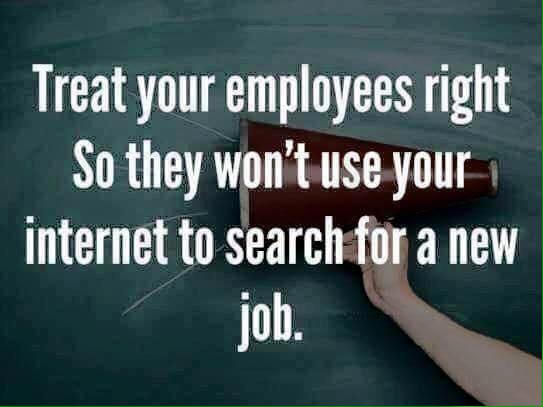 Treat your employees right
So they won't use your
internet to search for a new
job.